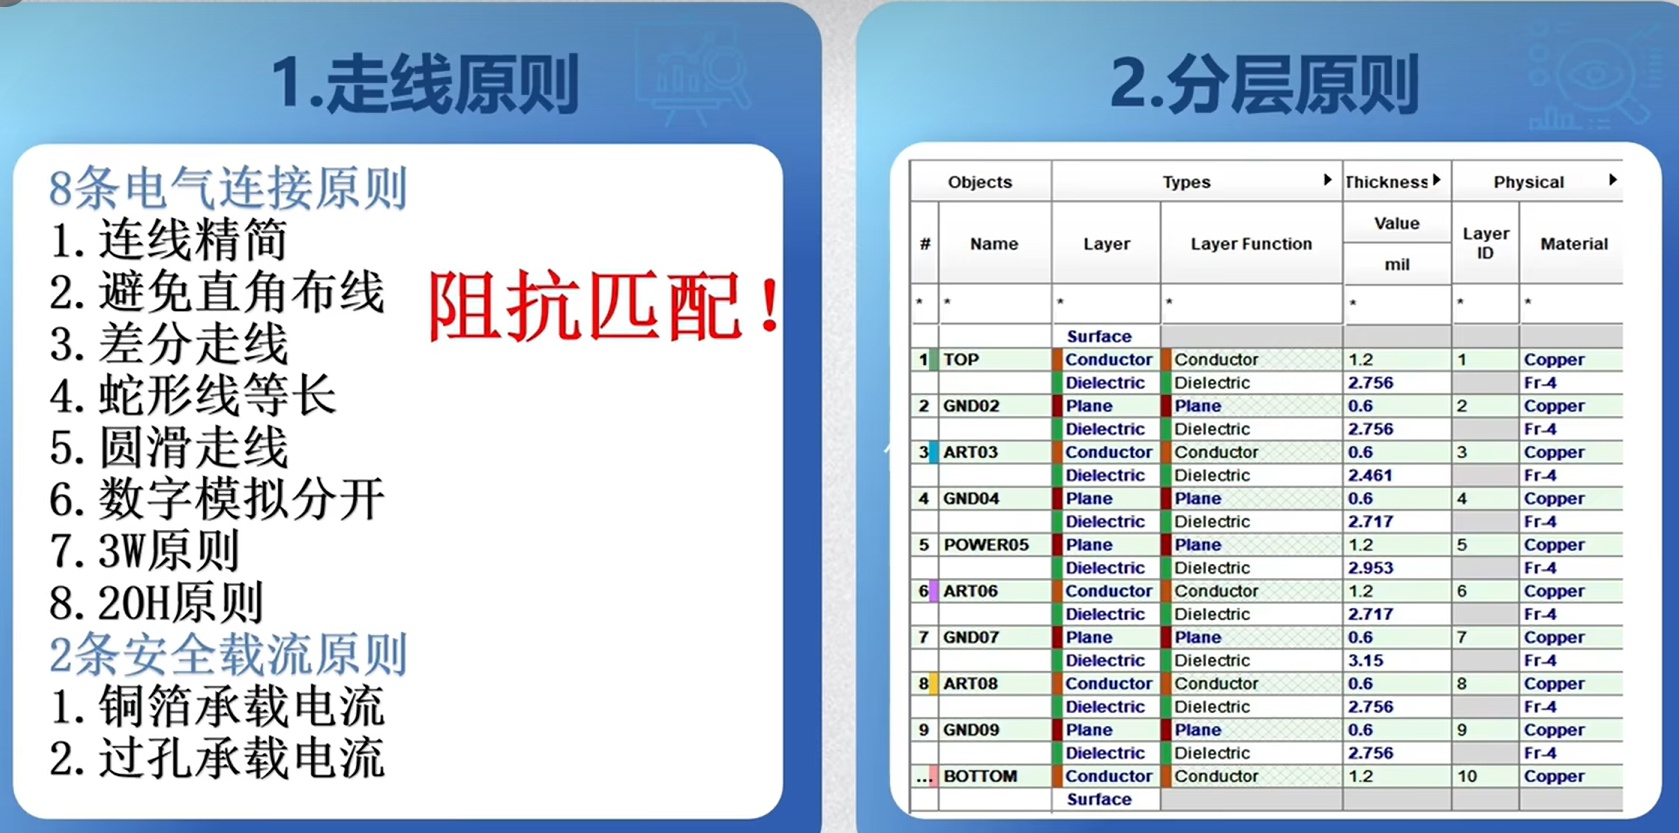 1.走线原则
8条电气连接原则
1.连线精简
2.避免直角布线
3.差分走线
4.蛇形线等长
5.圆滑走线
6.数字模拟分开
7.3W原则
8.20H原则
2条安全载流原则
1.铜箔承载电流
2.过孔承载电流
阻抗匹配!
2.分层原则
Objects Types Thickness Physical
# Name Layer Layer Function Value mil Layer ID Material
* * * * * * *
Surface
1 TOP Conductor Conductor 1.2 1 Copper
Dielectric Dielectric 2.756 Fr-4
2 GND02 Plane Plane 0.6 2 Copper
Dielectric Dielectric 2.756 Fr-4
3 ART03 Conductor Conductor 0.6 3 Copper
Dielectric Dielectric 2.461 Fr-4
4 GND04 Plane Plane 0.6 4 Copper
Dielectric Dielectric 2.717 Fr-4
5 POWER05 Plane Plane 1.2 5 Copper
Dielectric Dielectric 2.953 Fr-4
6 ART06 Conductor Conductor 1.2 6 Copper
Dielectric Dielectric 2.717 Fr-4
7 GND07 Plane Plane 0.6 7 Copper
Dielectric Dielectric 3.15 Fr-4
8 ART08 Conductor Conductor 0.6 8 Copper
Dielectric Dielectric 2.756 Fr-4
9 GND09 Plane Plane 0.6 9 Copper
Dielectric Dielectric 2.756 Fr-4
... BOTTOM Conductor Conductor 1.2 10 Copper
Surface